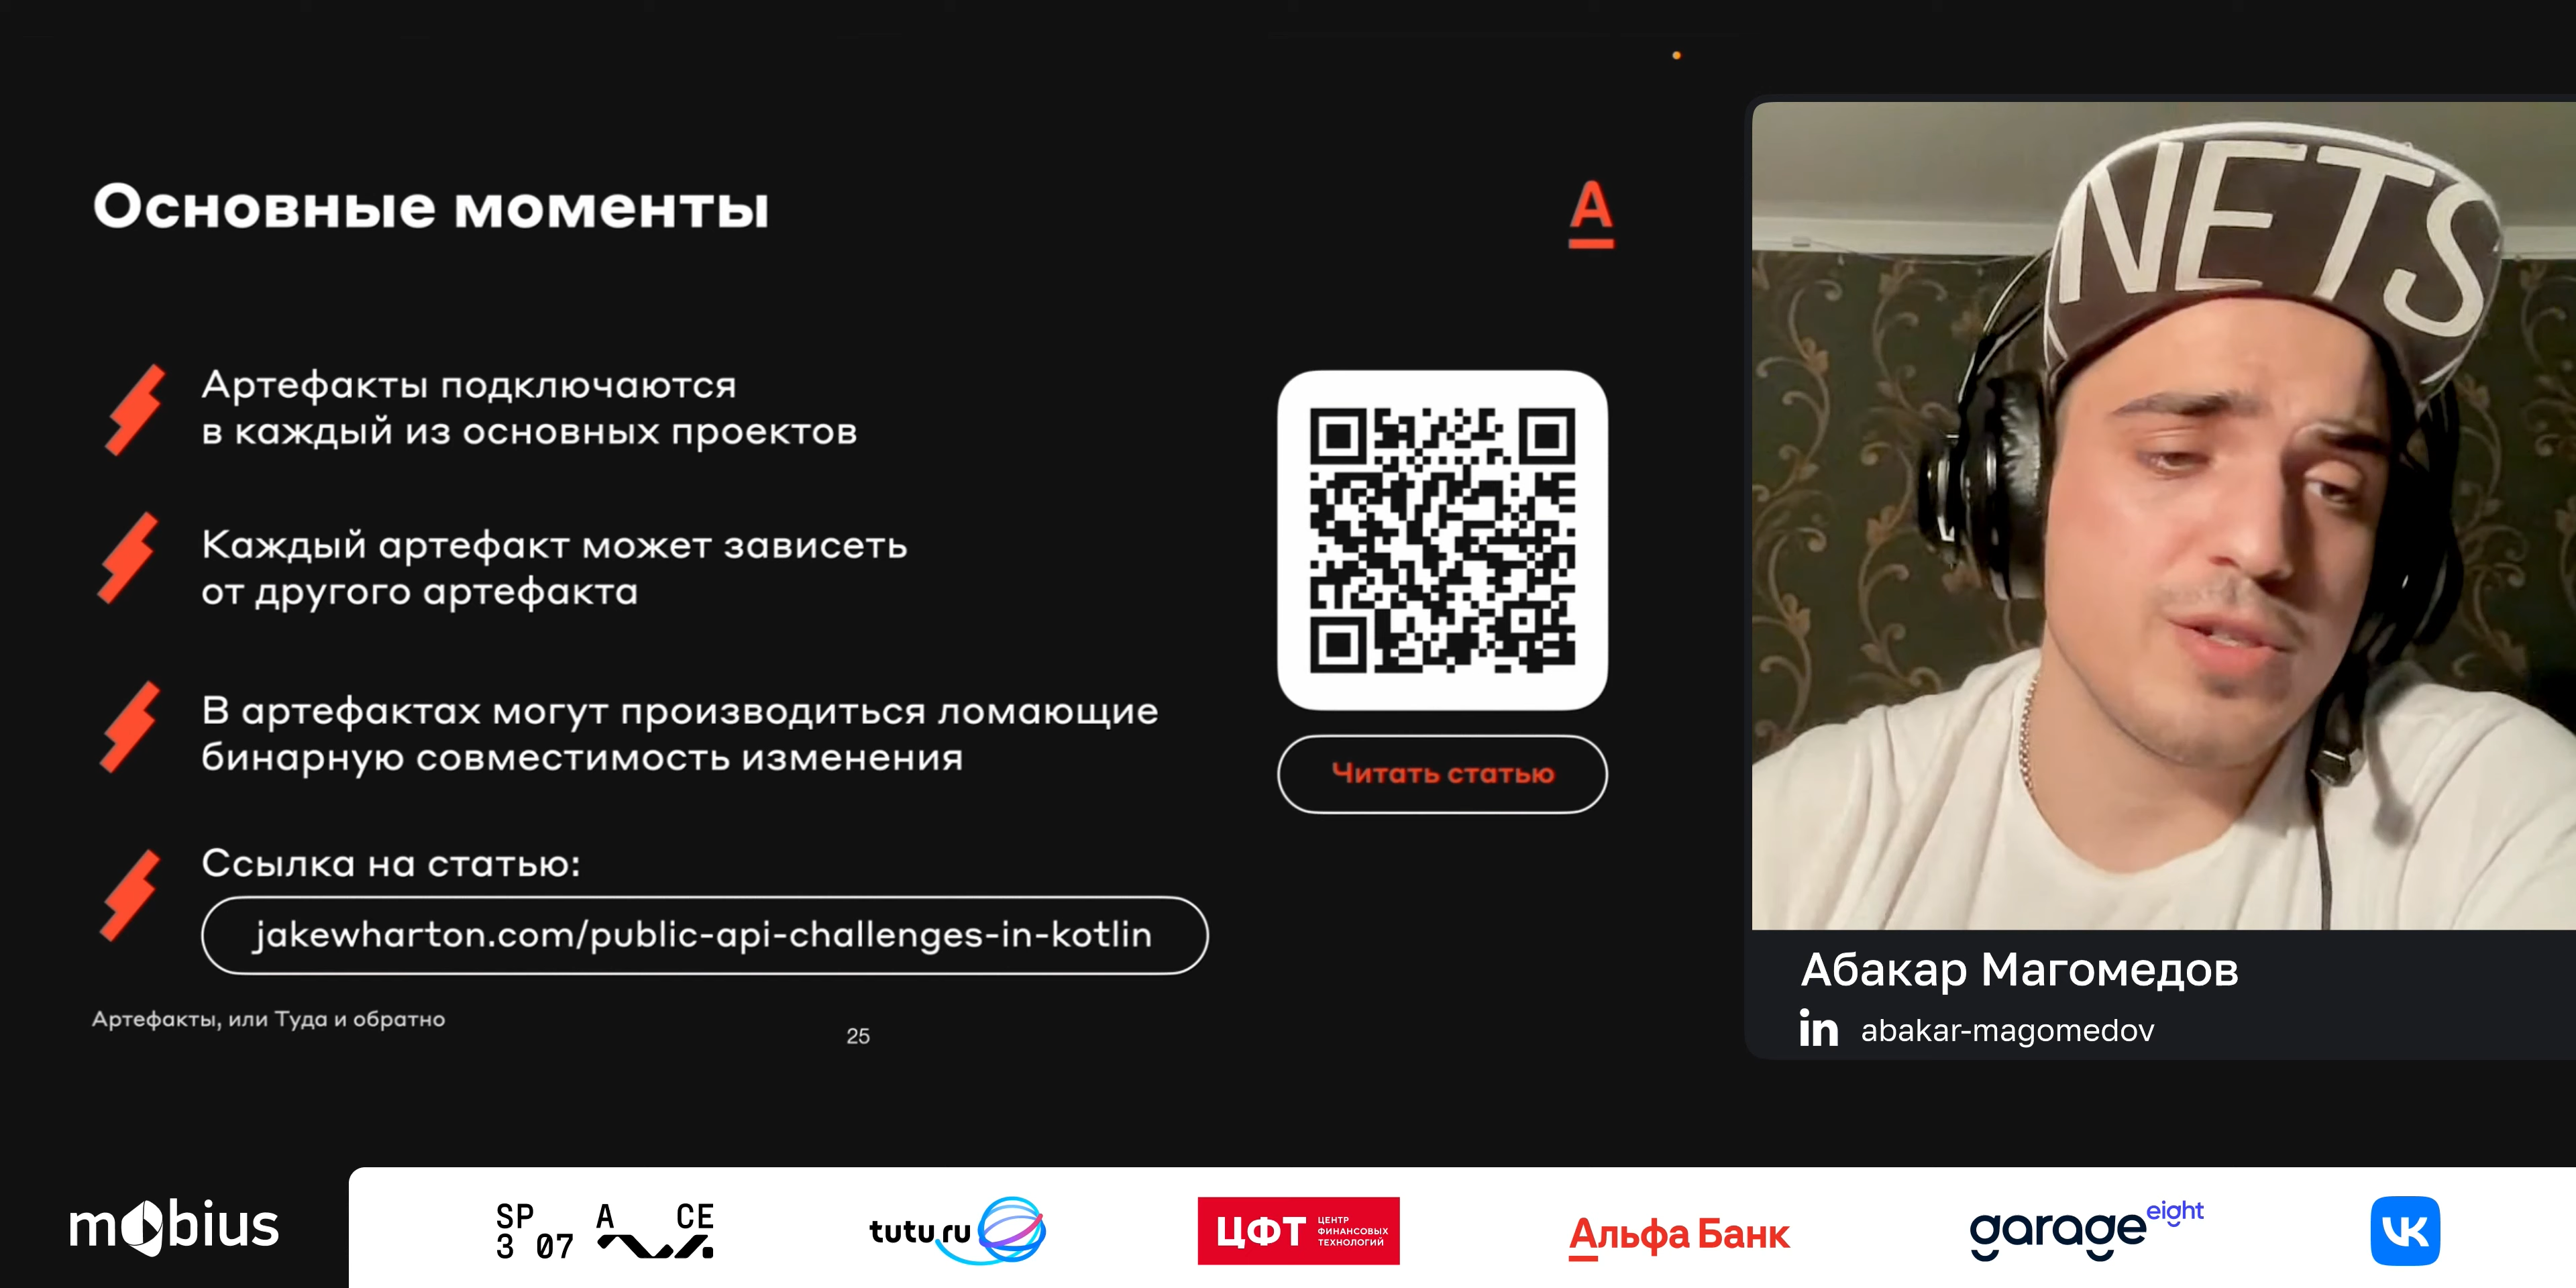 Основные моменты
А
Артефакты подключаются
в каждый из основных проектов
Каждый артефакт может зависеть
от другого артефакта
В артефактах могут производиться ломающие
бинарную совместимость изменения
Ссылка на статью:
jakewharton.com/public-api-challenges-in-kotlin
Читать статью
Артефакты, или Туда и обратно
25
NETS
Абакар Магомедов
in abakar-magomedov
mobius
SP A CE
3 07
tutu.ru
ЦФТ
ЦЕНТР
ФИНАНСОВЫХ
ТЕХНОЛОГИЙ
Альфа Банк
garage eight
VK